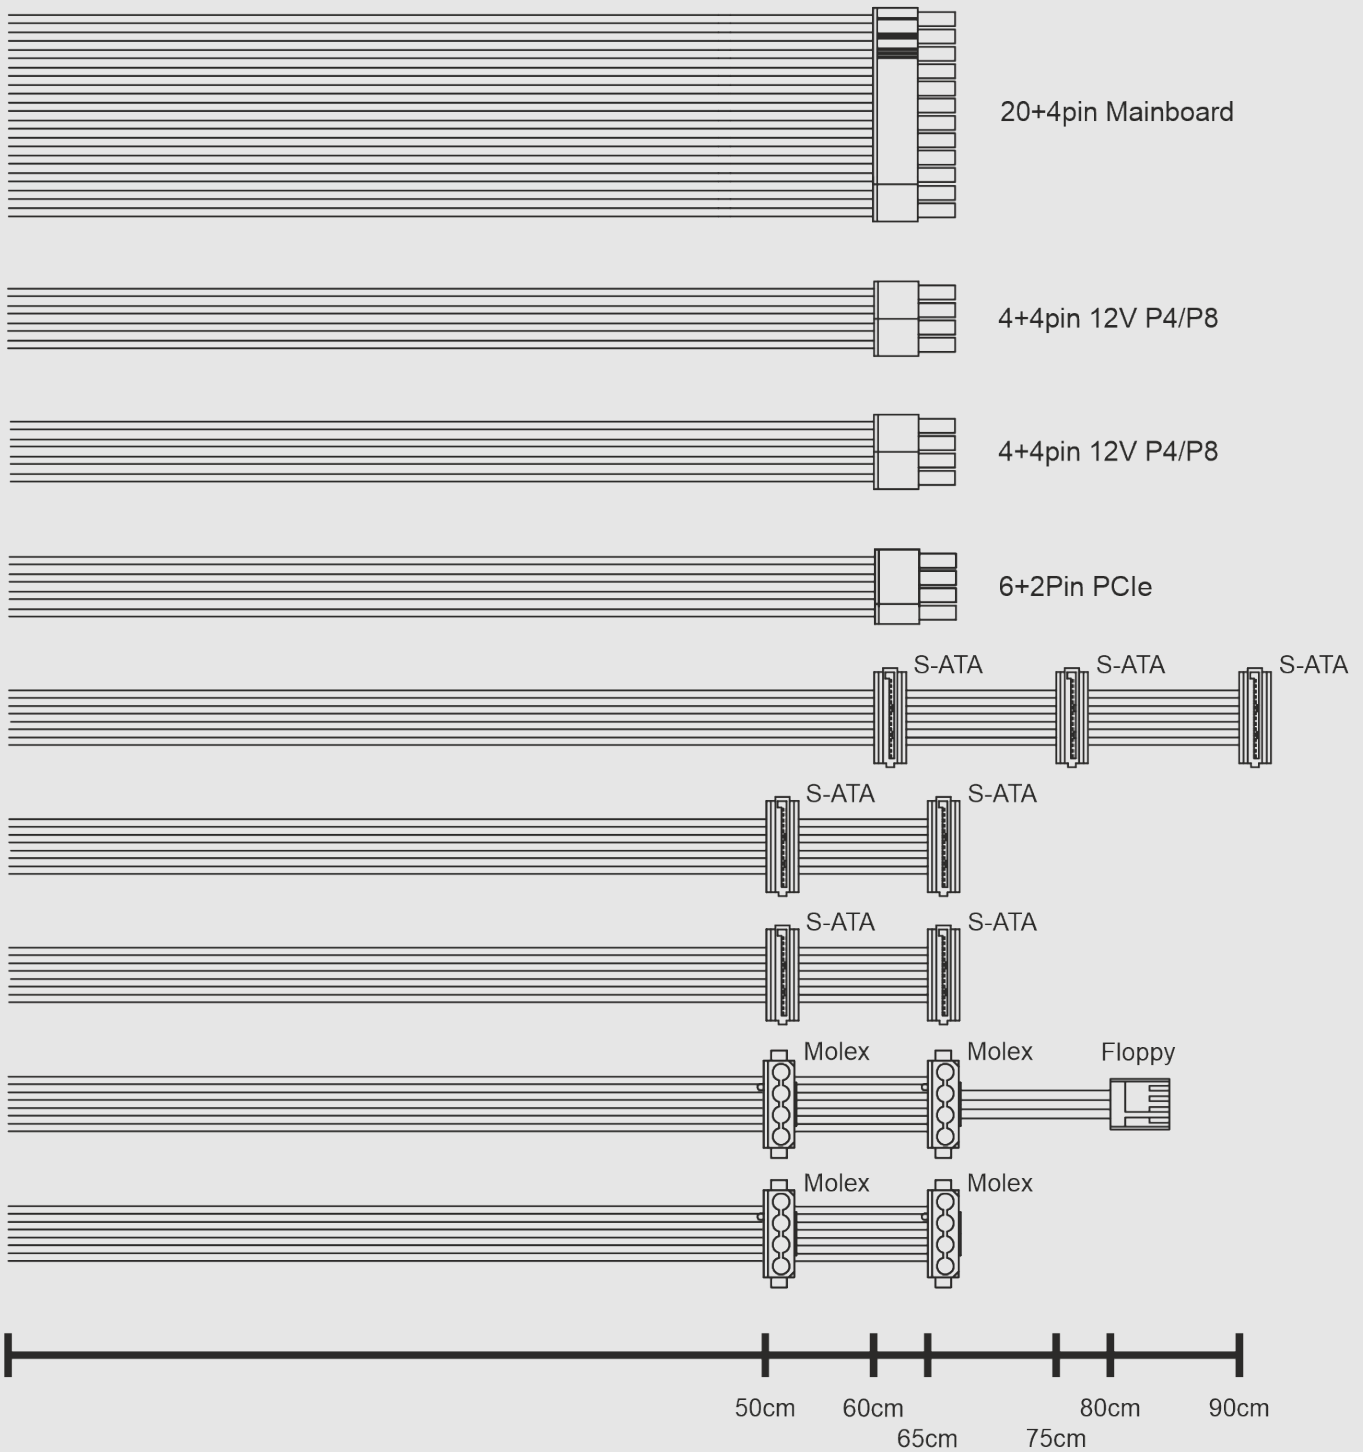 20+4pin Mainboard
4+4pin 12V P4/P8
4+4pin 12V P4/P8
6+2Pin PCIe
S-ATA S-ATA S-ATA
S-ATA S-ATA
S-ATA S-ATA
Molex Molex Floppy
Molex Molex
50cm 60cm 80cm 90cm
65cm 75cm